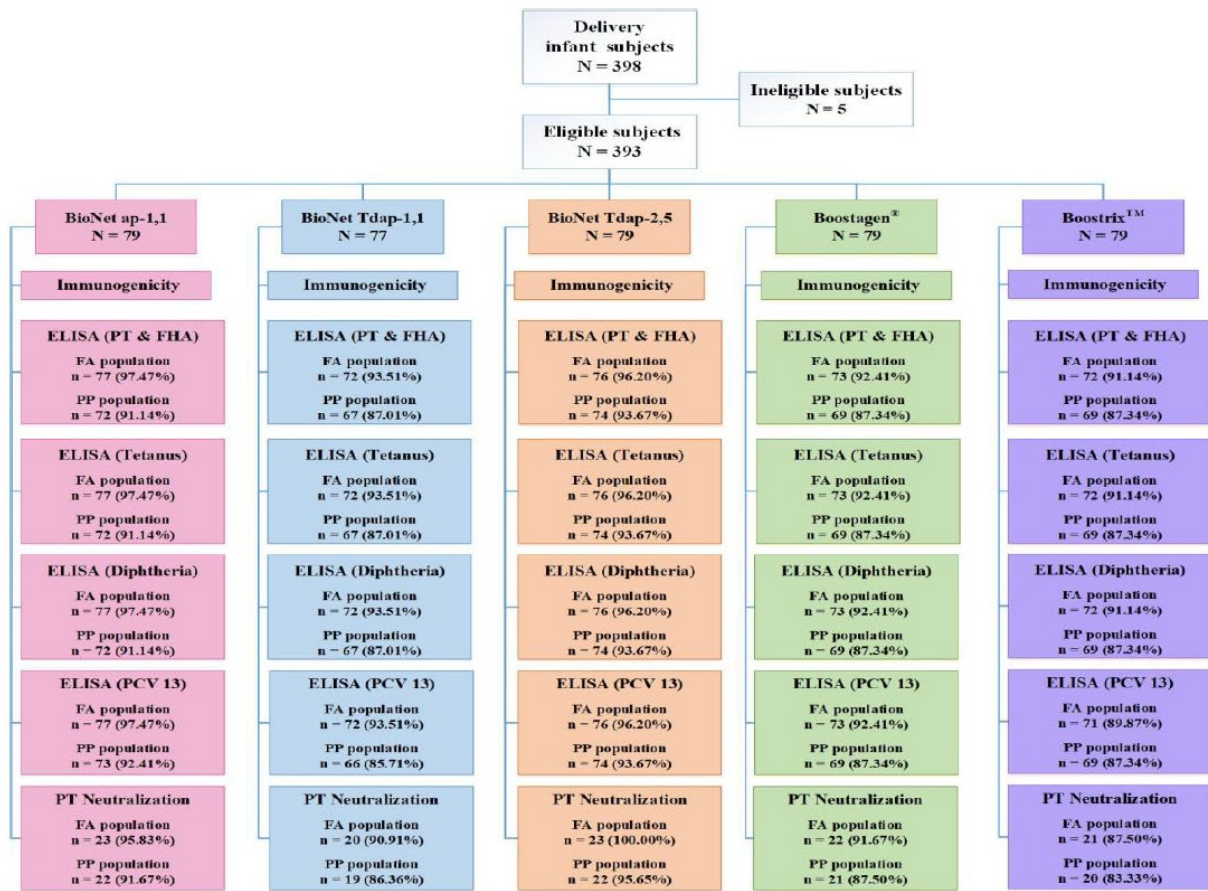 Delivery
infant subjects
N = 398
Ineligible subjects
N = 5
Eligible subjects
N = 393
BioNet ap-1,1
N = 79
Immunogenicity
ELISA (PT & FHA)
FA population
n = 77 (97.47%)
PP population
n = 72 (91.14%)
ELISA (Tetanus)
FA population
n = 77 (97.47%)
PP population
n = 72 (91.14%)
ELISA (Diphtheria)
FA population
n = 77 (97.47%)
PP population
n = 72 (91.14%)
ELISA (PCV 13)
FA population
n = 77 (97.47%)
PP population
n = 73 (92.41%)
PT Neutralization
FA population
n = 23 (95.83%)
PP population
n = 22 (91.67%)
BioNet Tdap-1,1
N = 77
Immunogenicity
ELISA (PT & FHA)
FA population
n = 72 (93.51%)
PP population
n = 67 (87.01%)
ELISA (Tetanus)
FA population
n = 72 (93.51%)
PP population
n = 67 (87.01%)
ELISA (Diphtheria)
FA population
n = 72 (93.51%)
PP population
n = 67 (87.01%)
ELISA (PCV 13)
FA population
n = 72 (93.51%)
PP population
n = 66 (85.71%)
PT Neutralization
FA population
n = 20 (90.91%)
PP population
n = 19 (86.36%)
BioNet Tdap-2,5
N = 79
Immunogenicity
ELISA (PT & FHA)
FA population
n = 76 (96.20%)
PP population
n = 74 (93.67%)
ELISA (Tetanus)
FA population
n = 76 (96.20%)
PP population
n = 74 (93.67%)
ELISA (Diphtheria)
FA population
n = 76 (96.20%)
PP population
n = 74 (93.67%)
ELISA (PCV 13)
FA population
n = 76 (96.20%)
PP population
n = 74 (93.67%)
PT Neutralization
FA population
n = 23 (100.00%)
PP population
n = 22 (95.65%)
Boostagen®
N = 79
Immunogenicity
ELISA (PT & FHA)
FA population
n = 73 (92.41%)
PP population
n = 69 (87.34%)
ELISA (Tetanus)
FA population
n = 73 (92.41%)
PP population
n = 69 (87.34%)
ELISA (Diphtheria)
FA population
n = 73 (92.41%)
PP population
n = 69 (87.34%)
ELISA (PCV 13)
FA population
n = 73 (92.41%)
PP population
n = 69 (87.34%)
PT Neutralization
FA population
n = 22 (91.67%)
PP population
n = 21 (87.50%)
Boostrix™
N = 79
Immunogenicity
ELISA (PT & FHA)
FA population
n = 72 (91.14%)
PP population
n = 69 (87.34%)
ELISA (Tetanus)
FA population
n = 72 (91.14%)
PP population
n = 69 (87.34%)
ELISA (Diphtheria)
FA population
n = 72 (91.14%)
PP population
n = 69 (87.34%)
ELISA (PCV 13)
FA population
n = 71 (89.87%)
PP population
n = 69 (87.34%)
PT Neutralization
FA population
n = 21 (87.50%)
PP population
n = 20 (83.33%)